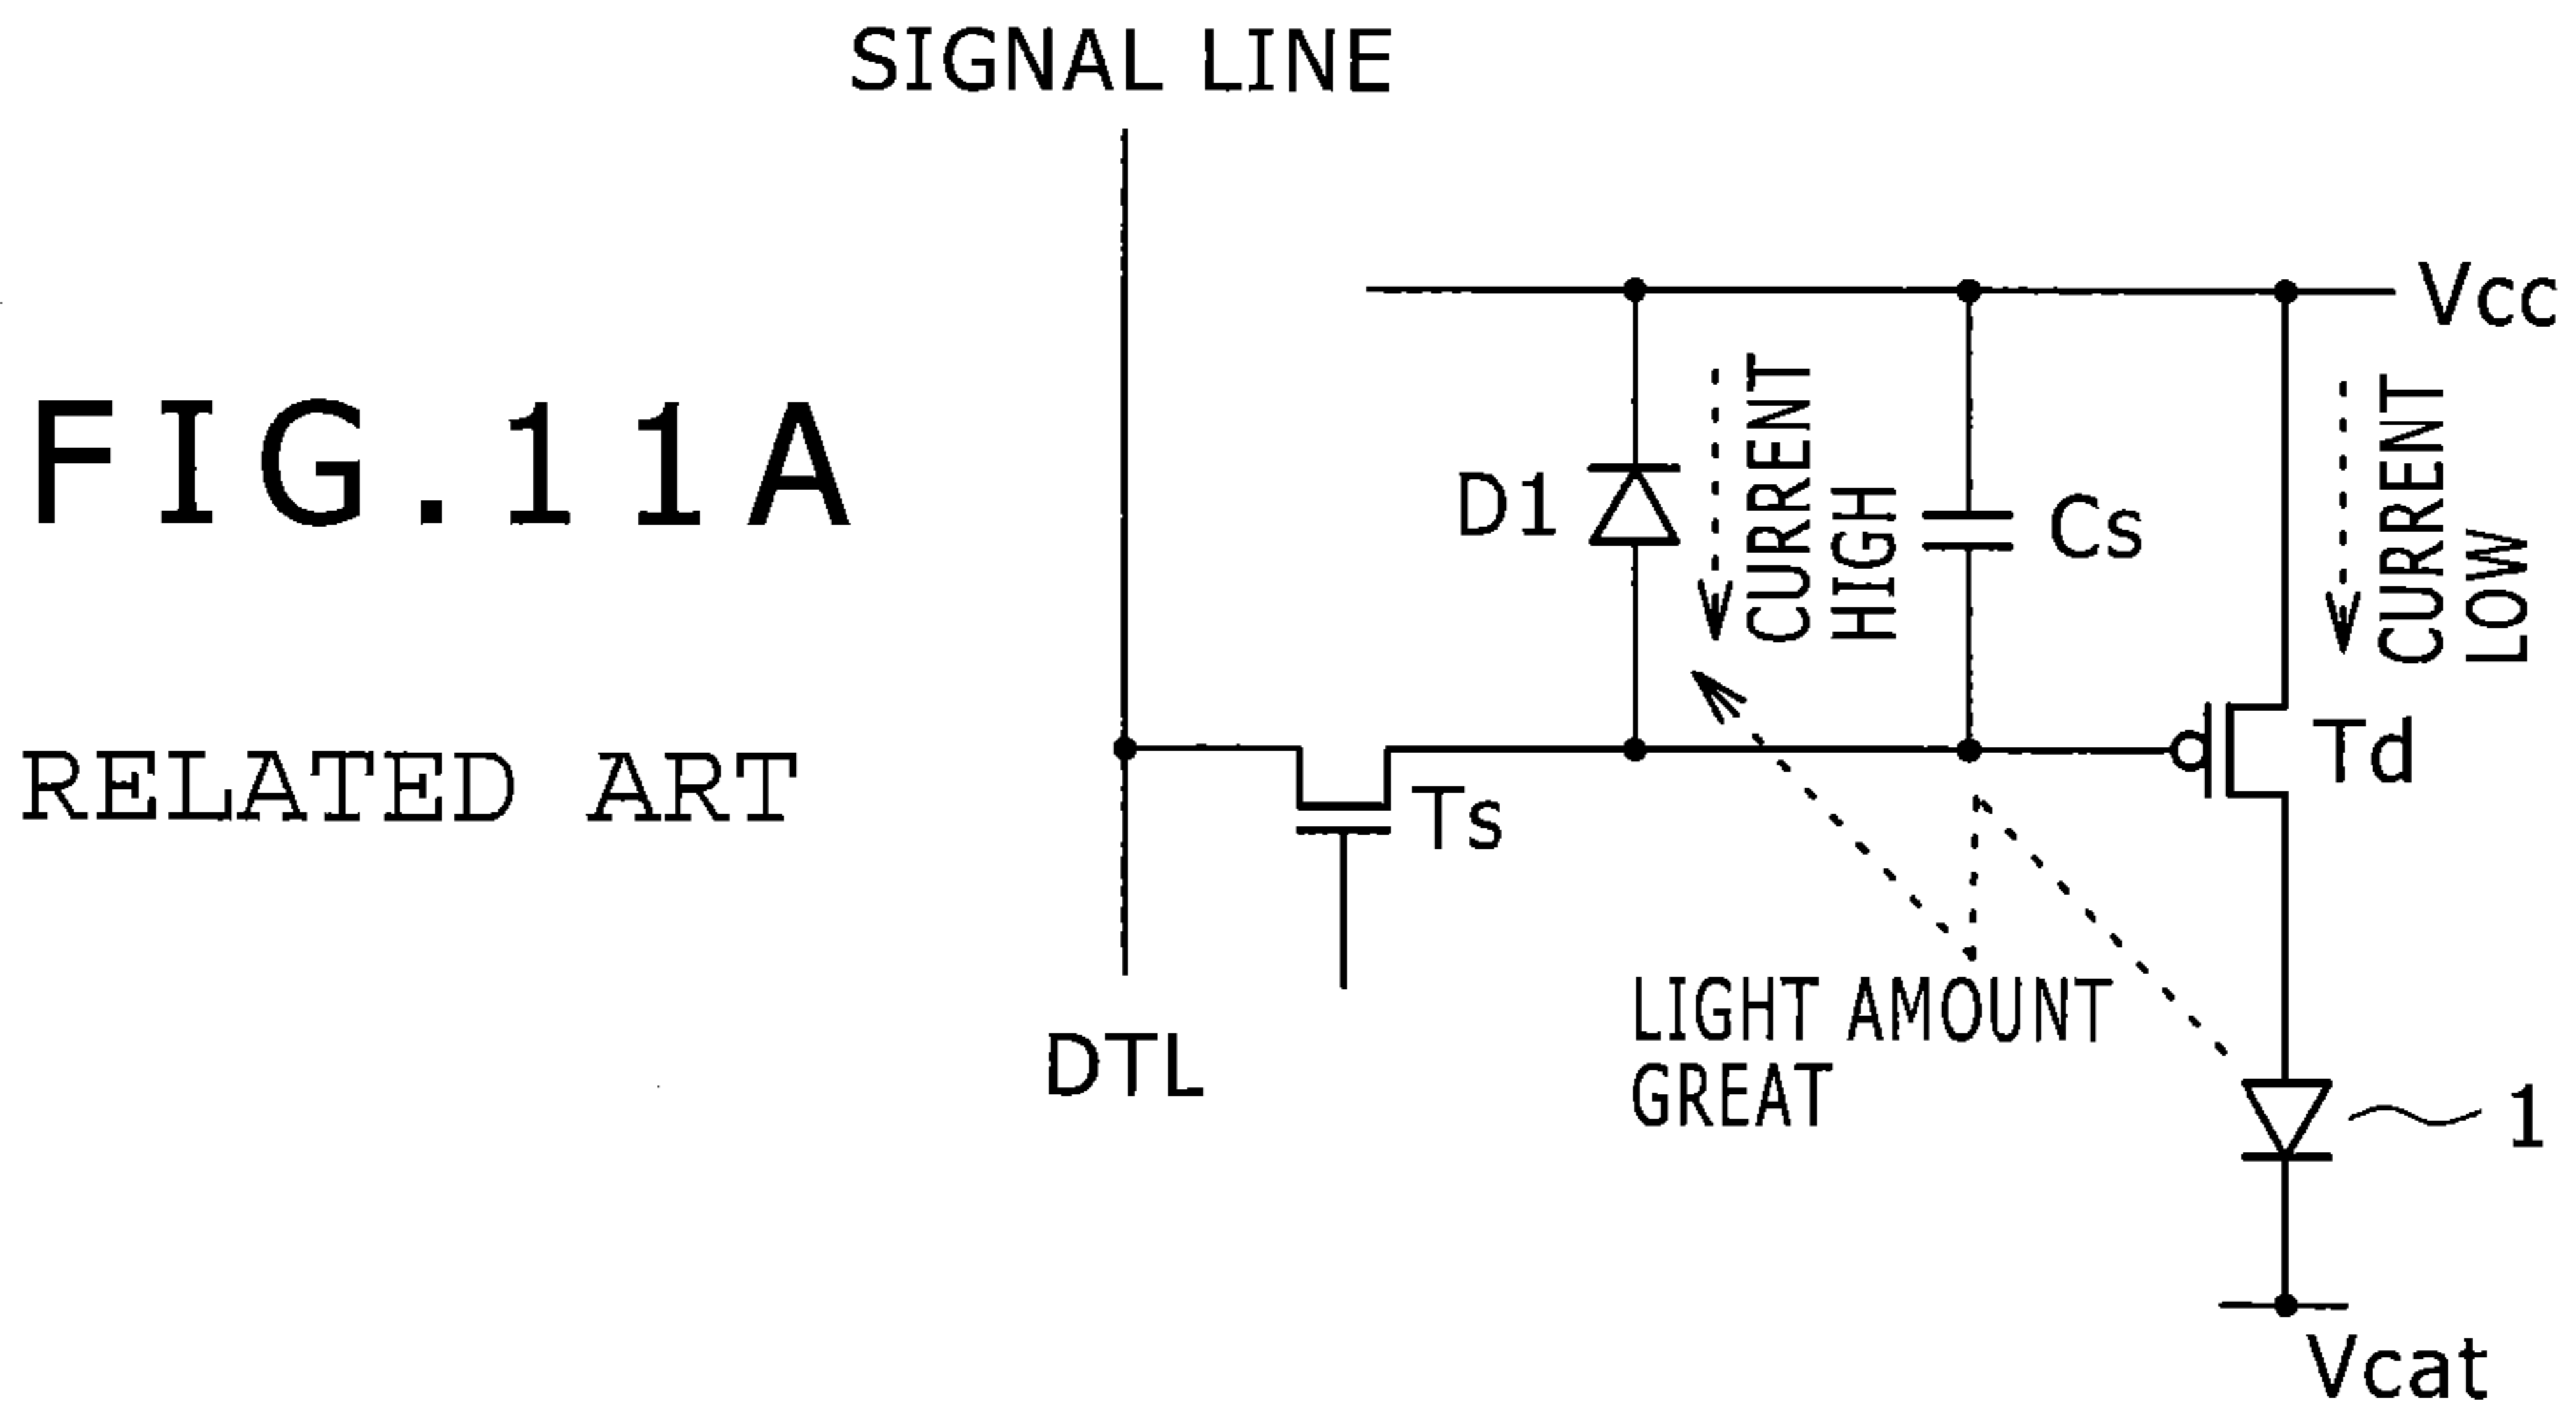 SIGNAL LINE
Vcc
FIG.11A
D1
CURRENT
HIGH
Cs
CURRENT
LOW
RELATED ART
Ts
Td
LIGHT AMOUNT
GREAT
DTL
1
Vcat